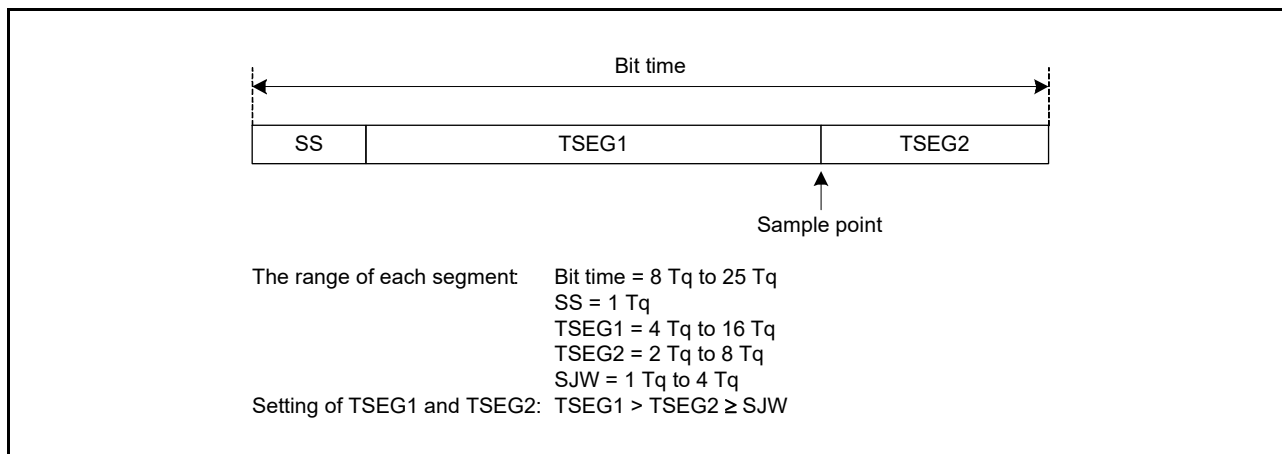 Bit time
SS TSEG1 TSEG2
Sample point
The range of each segment: Bit time = 8 Tq to 25 Tq
SS = 1 Tq
TSEG1 = 4 Tq to 16 Tq
TSEG2 = 2 Tq to 8 Tq
SJW = 1 Tq to 4 Tq
Setting of TSEG1 and TSEG2: TSEG1 > TSEG2 ≥ SJW